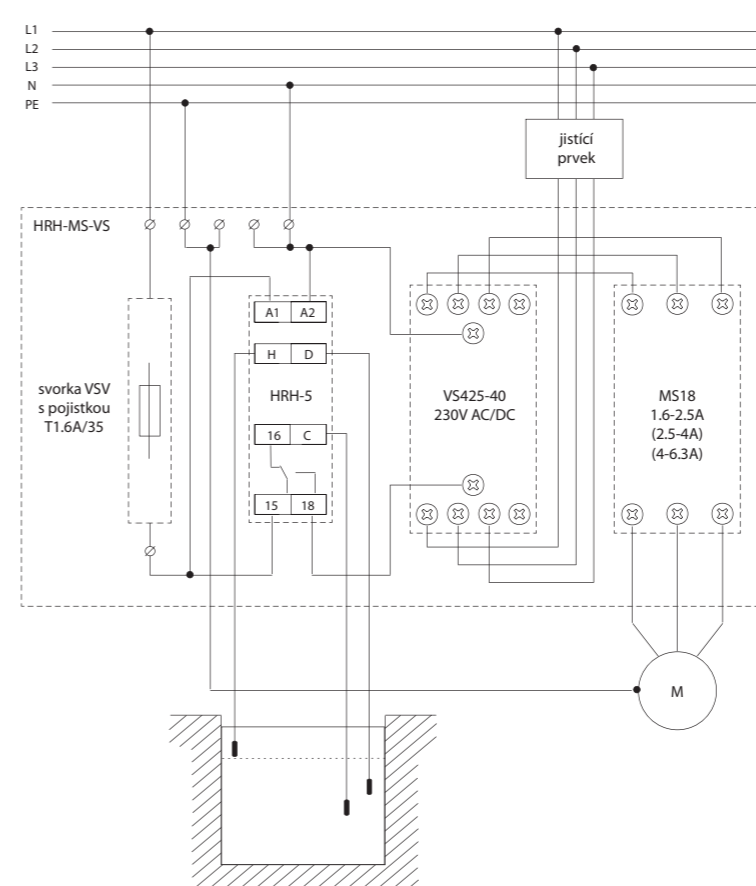 L1
L2
L3
N
PE
jistící
prvek
HRH-MS-VS
A1 A2
H D
HRH-5
16 C
15 18
svorka VSV
s pojistkou
T1.6A/35
VS425-40
230V AC/DC
MS18
1.6-2.5A
(2.5-4A)
(4-6.3A)
M